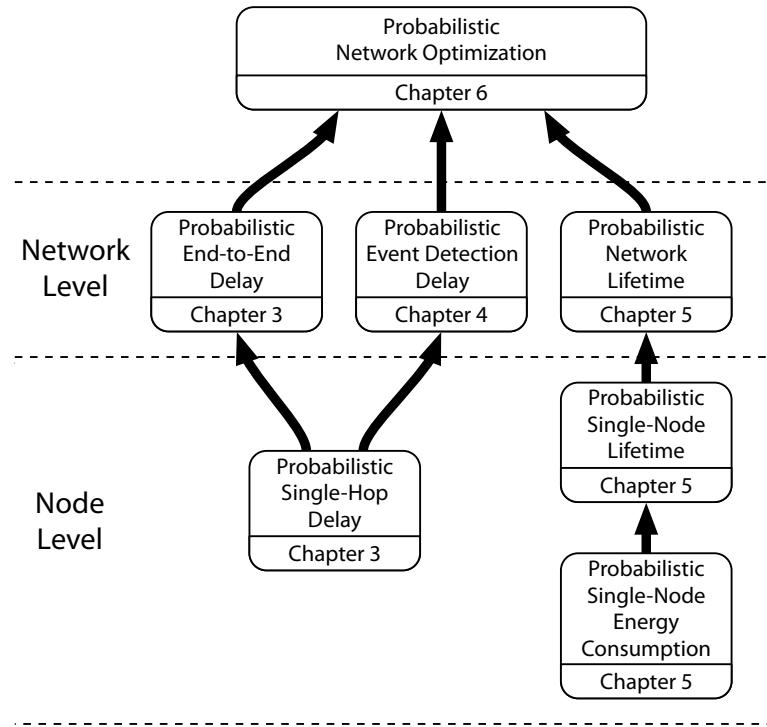 Probabilistic
Network Optimization
Chapter 6
Network
Level
Probabilistic
End-to-End
Delay
Chapter 3
Probabilistic
Event Detection
Delay
Chapter 4
Probabilistic
Network
Lifetime
Chapter 5
Node
Level
Probabilistic
Single-Hop
Delay
Chapter 3
Probabilistic
Single-Node
Lifetime
Chapter 5
Probabilistic
Single-Node
Energy
Consumption
Chapter 5